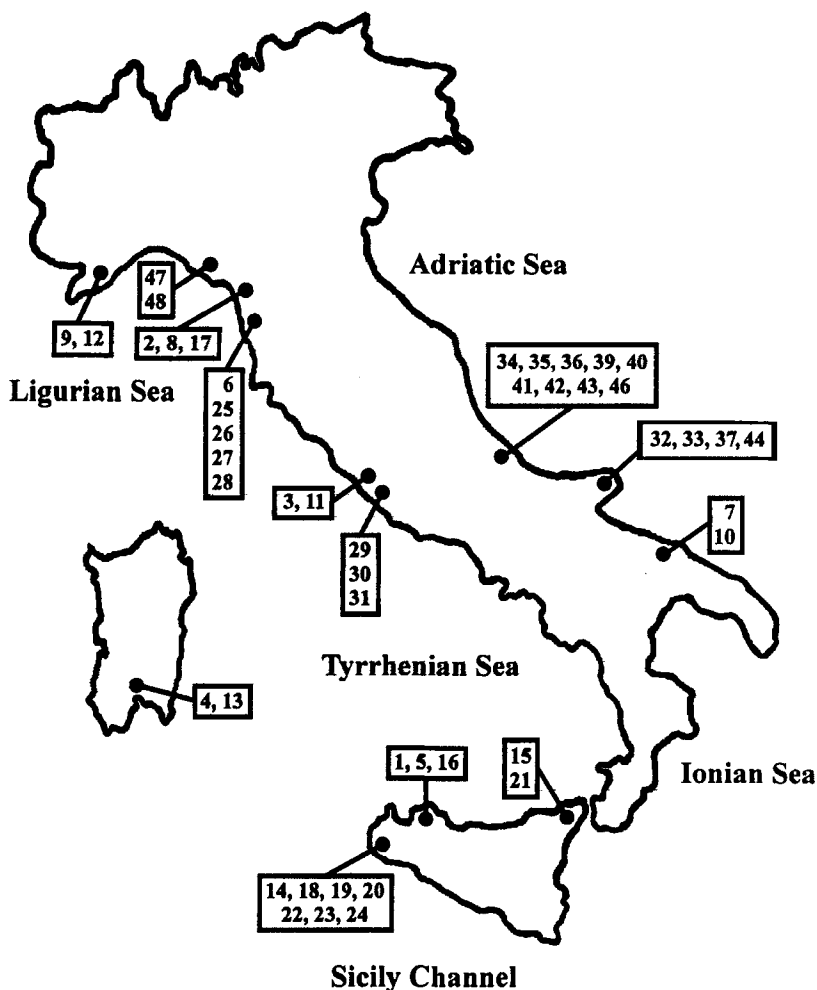 Adriatic Sea
47
48
9, 12
2, 8, 17
Ligurian Sea
6
25
26
27
28
34, 35, 36, 39, 40
41, 42, 43, 46
32, 33, 37, 44
3, 11
7
10
29
30
31
Tyrrhenian Sea
4, 13
1, 5, 16
15
21
Ionian Sea
14, 18, 19, 20
22, 23, 24
Sicily Channel